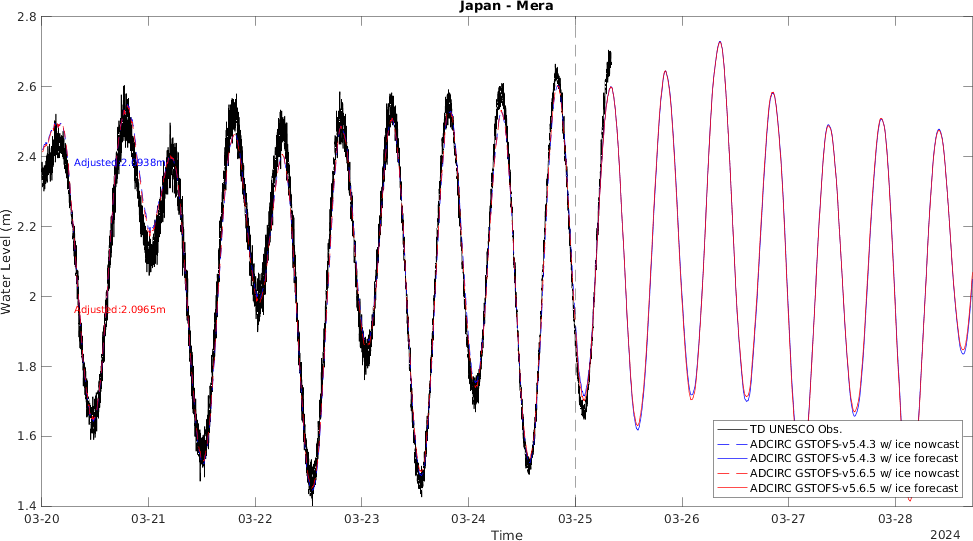 Japan - Mera
2.8
2.6
2.4
2.2
2
1.8
1.6
1.4
Water Level (m)
Adjusted:2.0938m
Adjusted:2.0965m
TD UNESCO Obs.
ADCIRC GSTOFS-v5.4.3 w/ ice nowcast
ADCIRC GSTOFS-v5.4.3 w/ ice forecast
ADCIRC GSTOFS-v5.6.5 w/ ice nowcast
ADCIRC GSTOFS-v5.6.5 w/ ice forecast
03-20 03-21 03-22 03-23 03-24 03-25 03-26 03-27 03-28
Time
2024